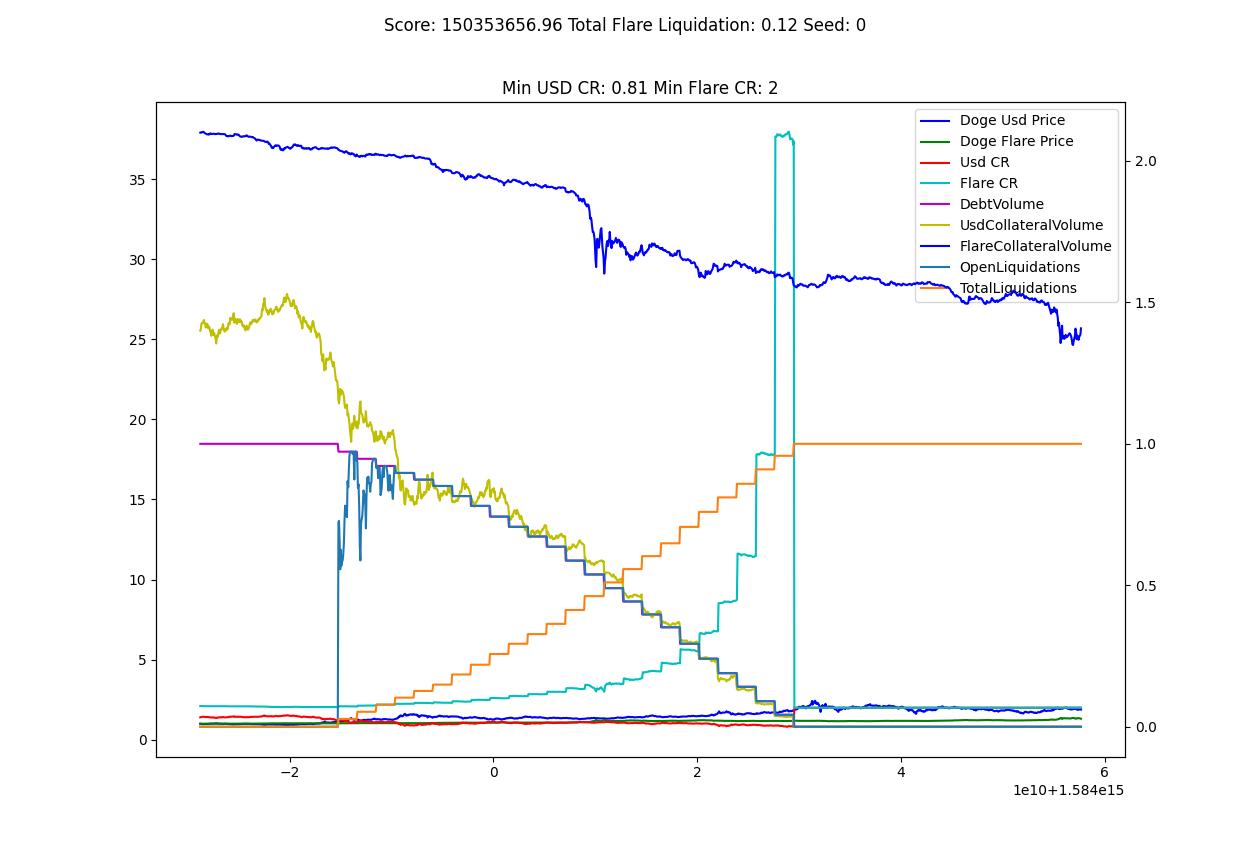 Score: 150353656.96 Total Flare Liquidation: 0.12 Seed: 0
Min USD CR: 0.81 Min Flare CR: 2
Doge Usd Price
Doge Flare Price
Usd CR
Flare CR
DebtVolume
UsdCollateralVolume
FlareCollateralVolume
OpenLiquidations
TotalLiquidations
35
30
25
20
15
10
5
0
2.0
1.5
1.0
0.5
0.0
−2
0
2
4
6
1e10+1.584e15